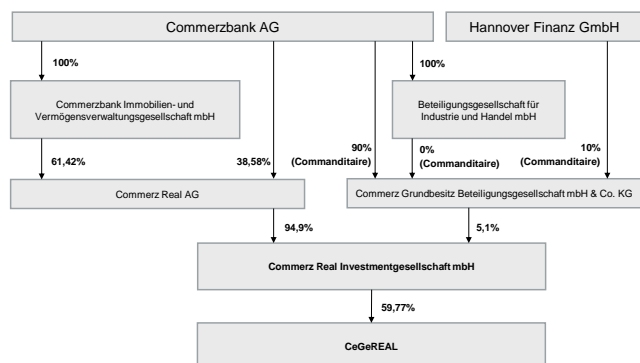 Commerzbank AG
Hannover Finanz GmbH
100%
100%
Commerzbank Immobilien- und
Vermögensverwaltungsgesellschaft mbH
Beteiligungsgesellschaft für
Industrie und Handel mbH
61,42%
38,58%
90%
(Commanditaire)
0%
(Commanditaire)
10%
(Commanditaire)
Commerz Real AG
Commerz Grundbesitz Beteiligungsgesellschaft mbH & Co. KG
94,9%
5,1%
Commerz Real Investmentgesellschaft mbH
59,77%
CeGeREAL